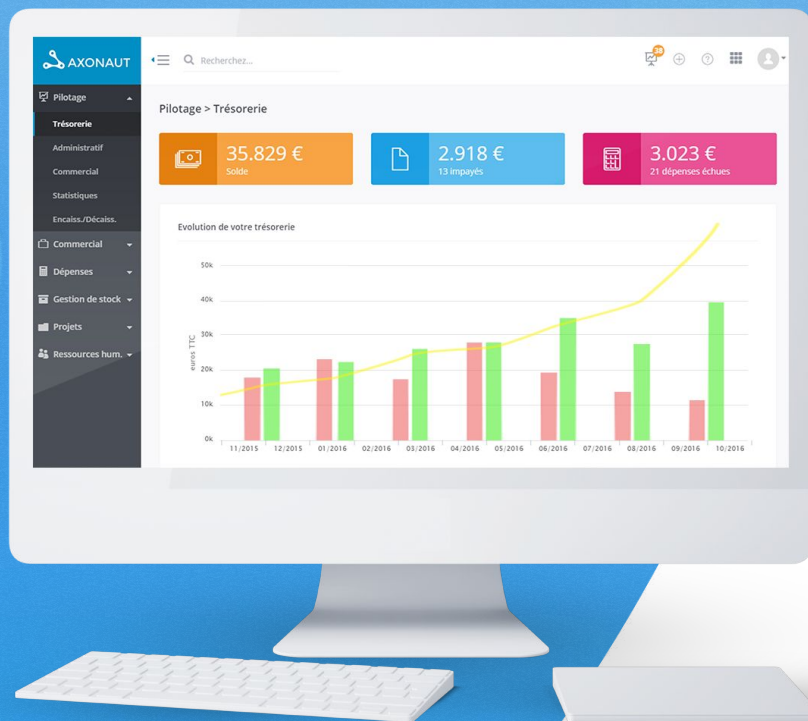 AXONAUT
Recherchez...
38
Pilotage
Trésorerie
Administratif
Commercial
Statistiques
Encaiss./Décaiss.
Commercial
Dépenses
Gestion de stock
Projets
Ressources hum.
Pilotage > Trésorerie
35.829 €
Solde
2.918 €
13 impayés
3.023 €
21 dépenses échues
Evolution de votre trésorerie
euros TTC
50k
40k
30k
20k
10k
0k
11/2015 12/2015 01/2016 02/2016 03/2016 04/2016 05/2016 06/2016 07/2016 08/2016 09/2016 10/2016